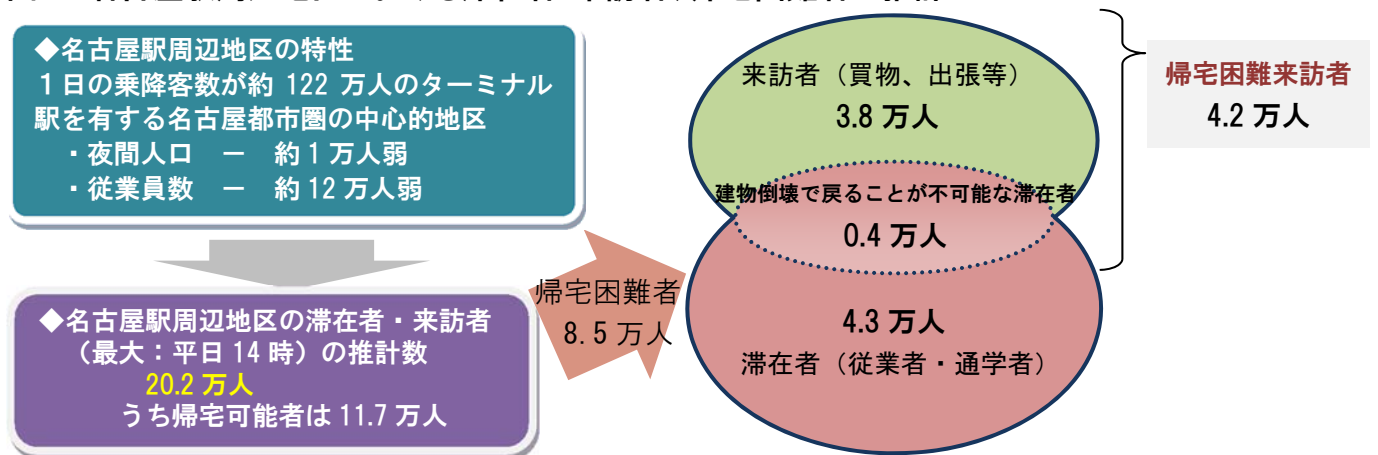 ◆名古屋駅周辺地区の特性
１日の乗降客数が約 122 万人のターミナル
駅を有する名古屋都市圏の中心的地区
・夜間人口 － 約１万人弱
・従業員数 － 約 12 万人弱
◆名古屋駅周辺地区の滞在者・来訪者
（最大：平日 14 時）の推計数
20.2 万人
うち帰宅可能者は 11.7 万人
帰宅困難者
8.5 万人
来訪者（買物、出張等）
3.8 万人
建物倒壊で戻ることが不可能な滞在者
0.4 万人
4.3 万人
滞在者（従業者・通学者）
帰宅困難来訪者
4.2 万人